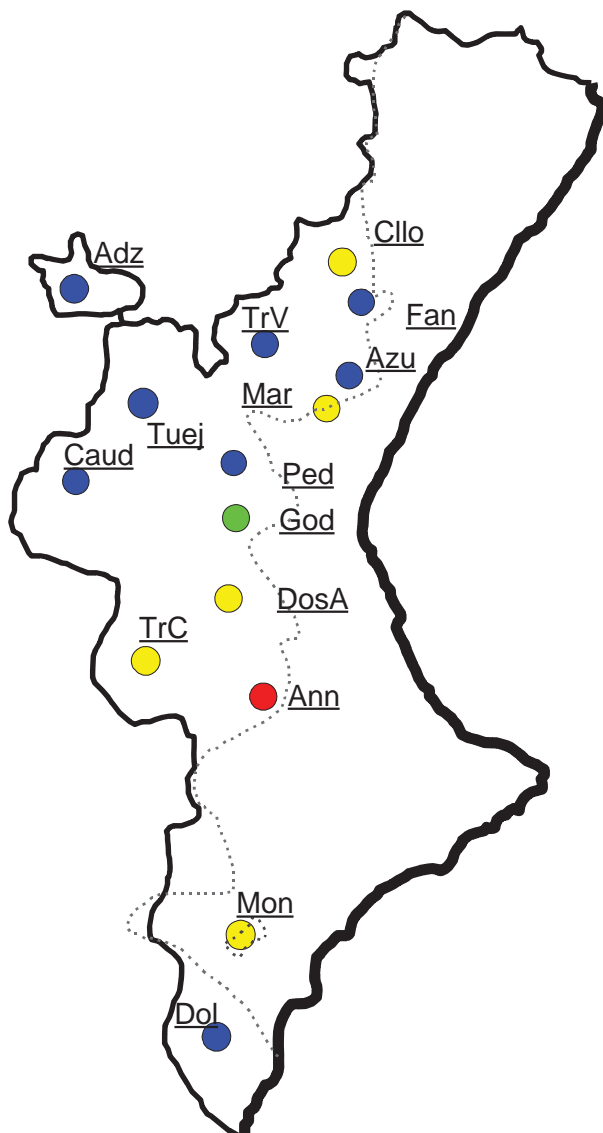 Cllo
Adz
Fan
TrV
Azu
Mar
Tuej
Caud
Ped
God
DosA
TrC
Ann
Mon
Dol